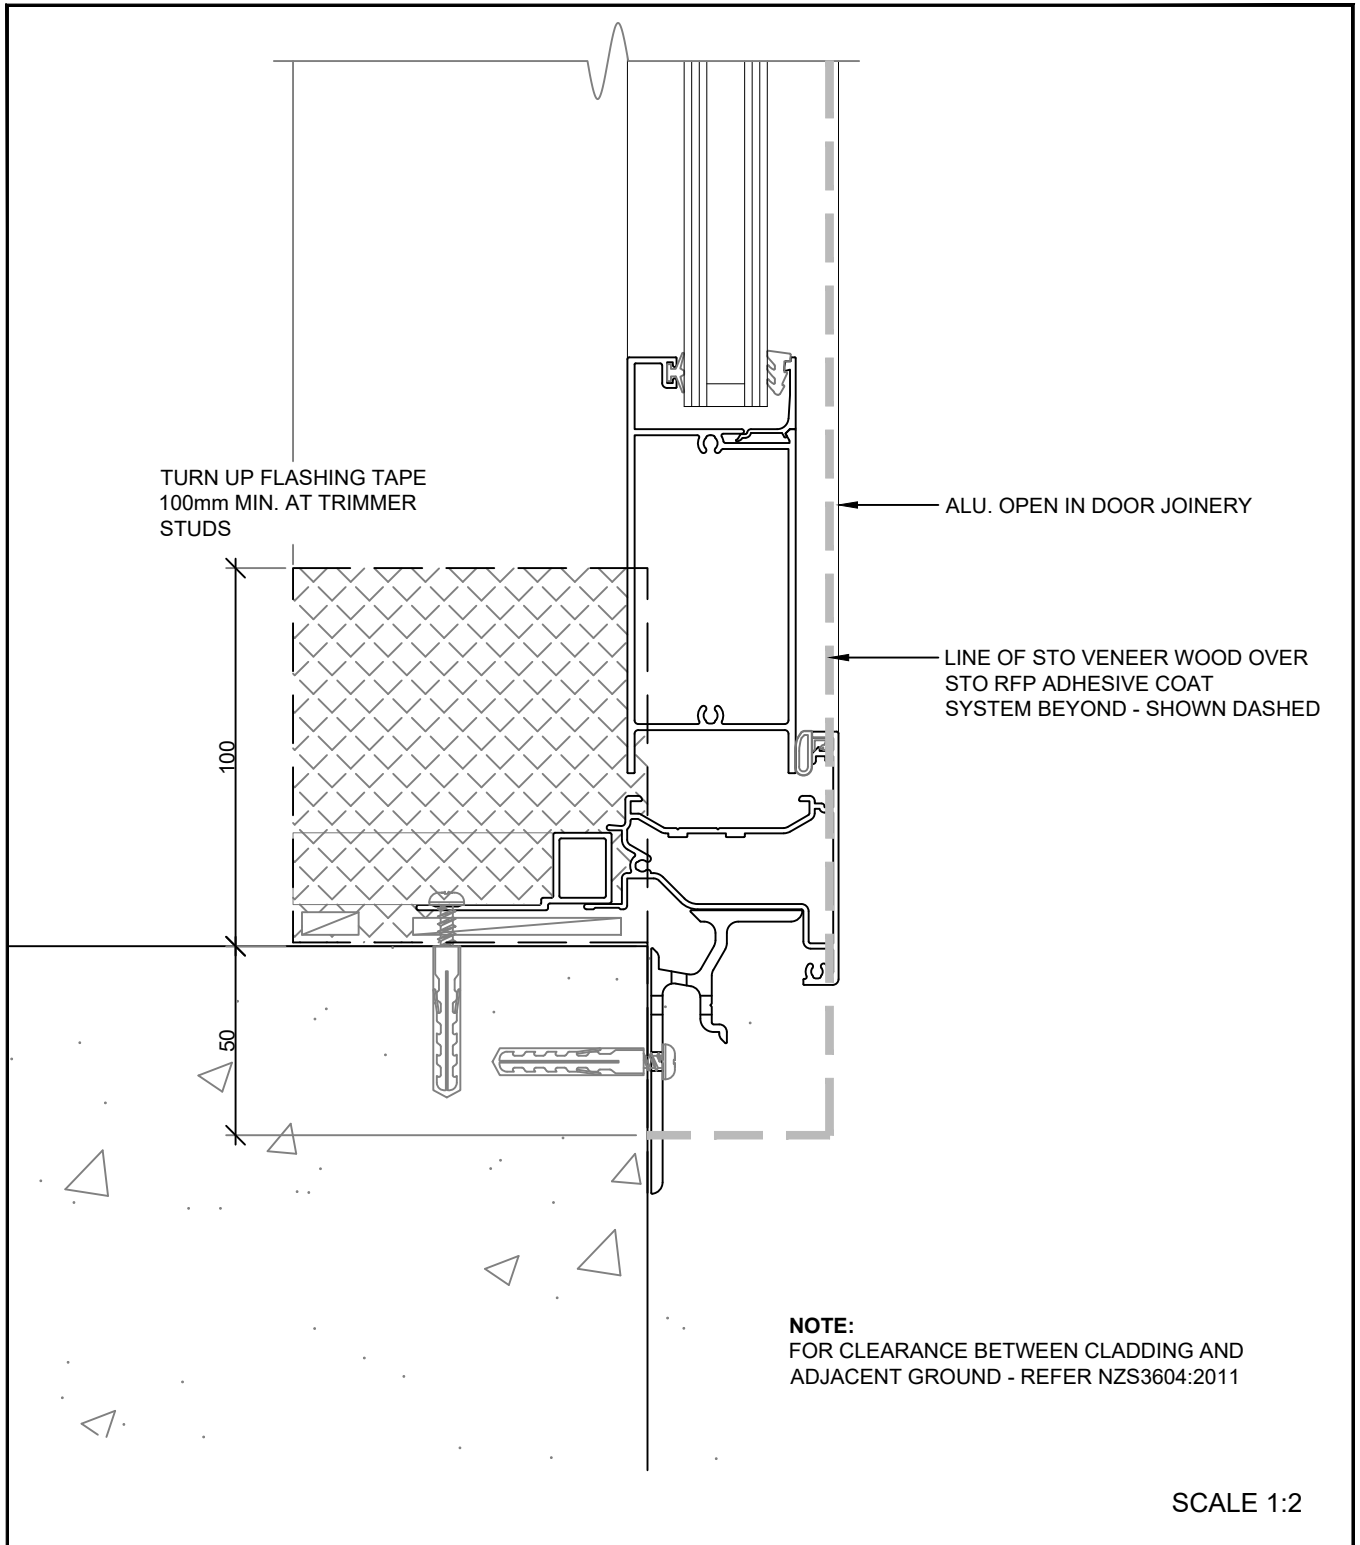 TURN UP FLASHING TAPE
100mm MIN. AT TRIMMER
STUDS
ALU. OPEN IN DOOR JOINERY
LINE OF STO VENEER WOOD OVER
STO RFP ADHESIVE COAT
SYSTEM BEYOND - SHOWN DASHED
100
50
NOTE:
FOR CLEARANCE BETWEEN CLADDING AND
ADJACENT GROUND - REFER NZS3604:2011
SCALE 1:2